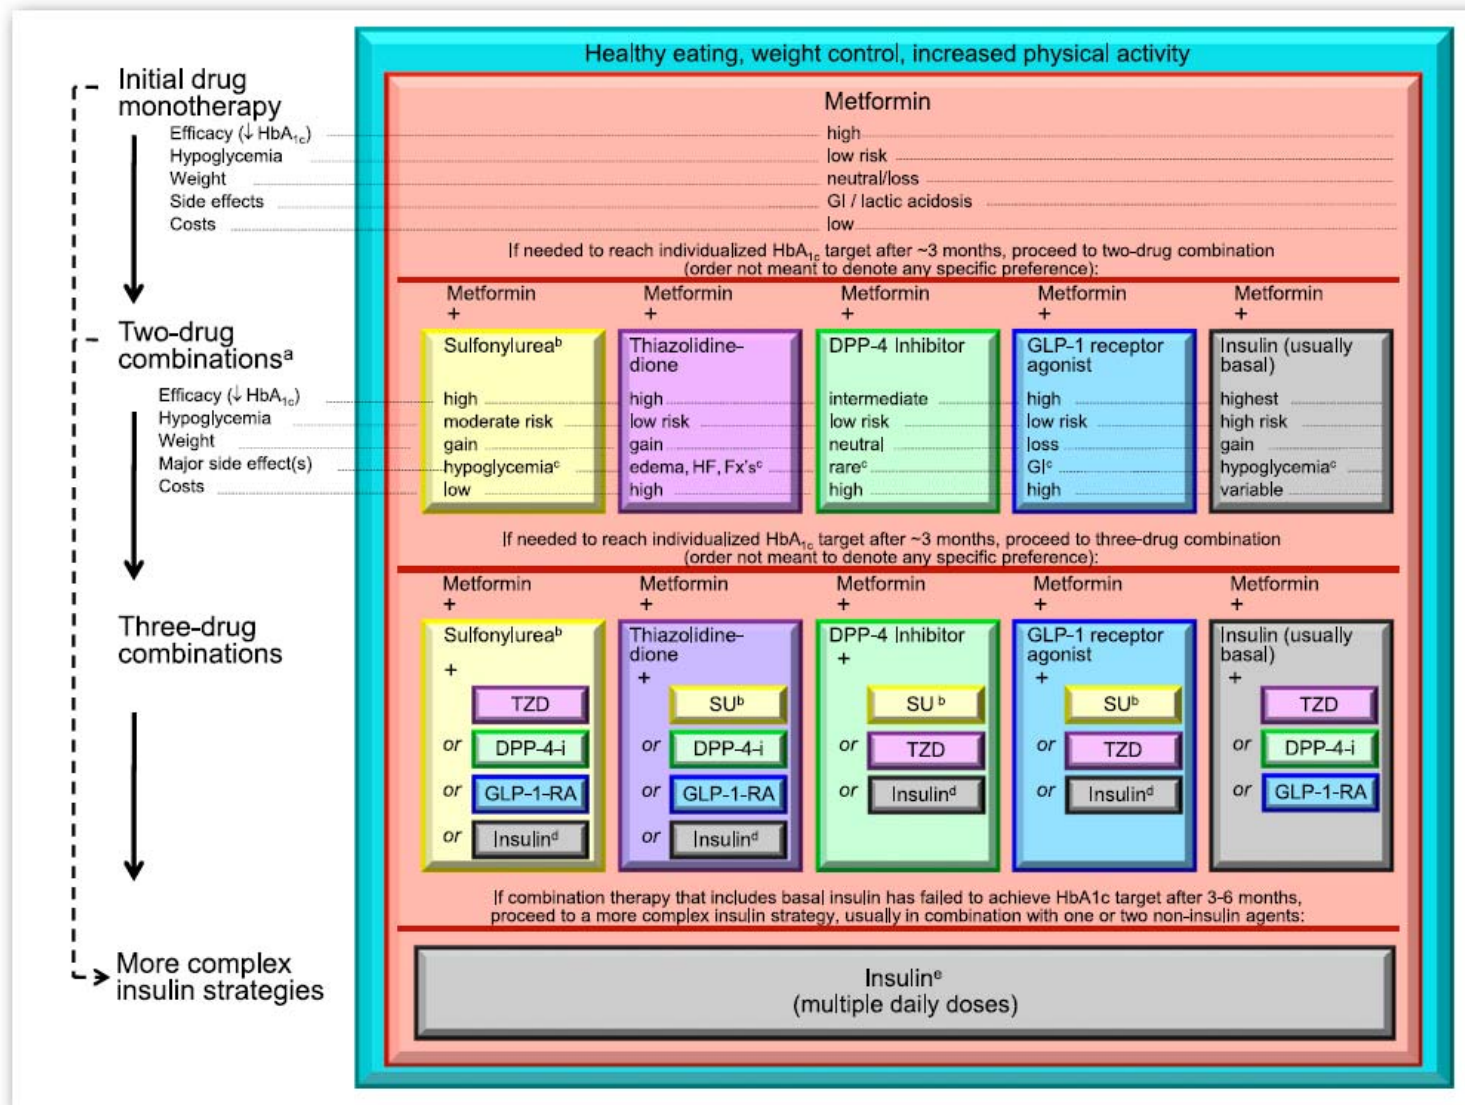 Healthy eating, weight control, increased physical activity
Initial drug
monotherapy
Metformin
Efficacy (↓ HbA1c) high
Hypoglycemia low risk
Weight neutral/loss
Side effects GI / lactic acidosis
Costs low
If needed to reach individualized HbA1c target after ~3 months, proceed to two-drug combination
(order not meant to denote any specific preference):
Metformin Metformin Metformin Metformin Metformin
+ + + + +
Two-drug
combinationsᵃ
Sulfonylureaᵇ Thiazolidine- DPP-4 Inhibitor GLP-1 receptor Insulin (usually
dione agonist basal)
Efficacy (↓ HbA1c) high high intermediate high highest
Hypoglycemia moderate risk low risk low risk low risk high risk
Weight gain gain neutral loss gain
Major side effect(s) hypoglycemiaᶜ edema, HF, Fx'sᶜ rareᶜ GIᶜ hypoglycemiaᶜ
Costs low high high high variable
If needed to reach individualized HbA1c target after ~3 months, proceed to three-drug combination
(order not meant to denote any specific preference):
Metformin Metformin Metformin Metformin Metformin
+ + + + +
Three-drug
combinations
Sulfonylureaᵇ Thiazolidine- DPP-4 Inhibitor GLP-1 receptor Insulin (usually
dione agonist basal)
+ + + + +
TZD SUᵇ SU ᵇ SUᵇ TZD
or DPP-4-i or DPP-4-i or TZD or TZD or DPP-4-i
or GLP-1-RA or GLP-1-RA or Insulinᵈ or Insulinᵈ or GLP-1-RA
or Insulinᵈ or Insulinᵈ
If combination therapy that includes basal insulin has failed to achieve HbA1c target after 3-6 months,
proceed to a more complex insulin strategy, usually in combination with one or two non-insulin agents:
More complex
insulin strategies
Insulinᵉ
(multiple daily doses)